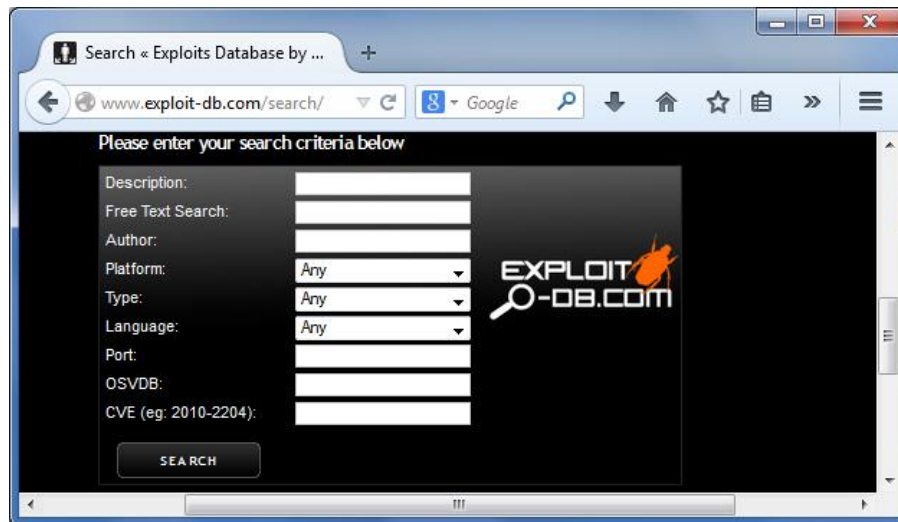 Search « Exploits Database by ...
www.exploit-db.com/search/
8 Google
Please enter your search criteria below
Description:
Free Text Search:
Author:
Platform: Any
Type: Any
Language: Any
Port:
OSVDB:
CVE (eg: 2010-2204):
EXPLOIT
-DB.COM
SEARCH